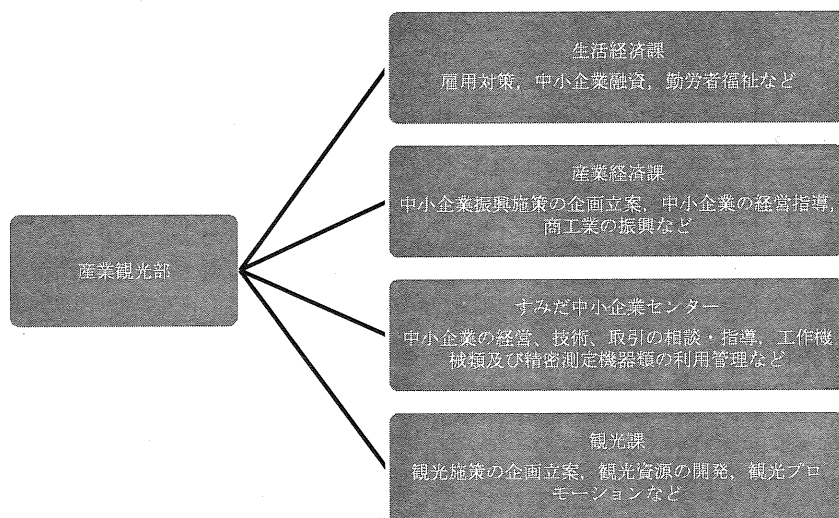 産業観光部
生活経済課
雇用対策，中小企業融資，勤労者福祉など
産業経済課
中小企業振興施策の企画立案，中小企業の経営指導，
商工業の振興など
すみだ中小企業センター
中小企業の経営、技術、取引の相談・指導，工作機
械類及び精密測定機器類の利用管理など
観光課
観光施策の企画立案，観光資源の開発，観光プロ
モーションなど